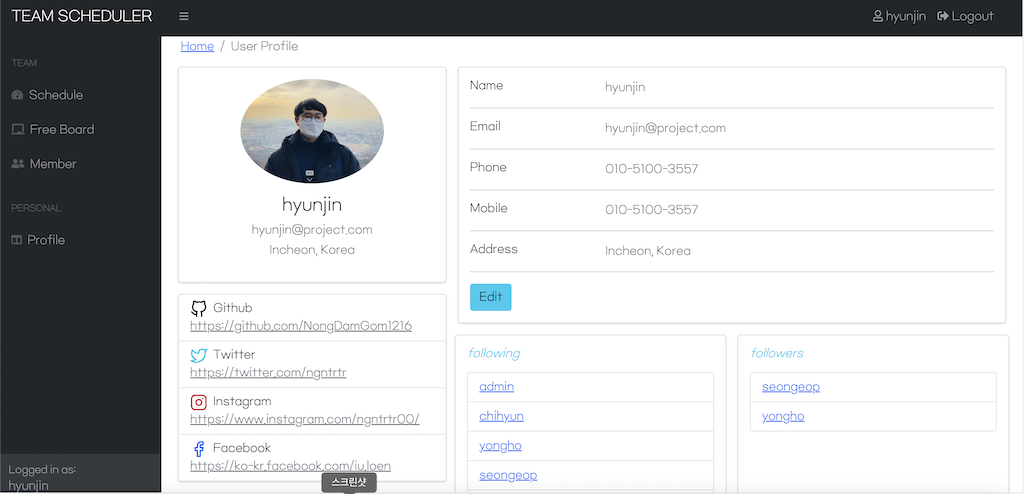 TEAM SCHEDULER
hyunjin
Logout
TEAM
Schedule
Free Board
Member
PERSONAL
Profile
Logged in as:
hyunjin
Home / User Profile
hyunjin
hyunjin@project.com
Incheon, Korea
Github
https://github.com/NongDamGom1216
Twitter
https://twitter.com/ngntrtr
Instagram
https://www.instagram.com/ngntrtr00/
Facebook
https://ko-kr.facebook.com/iu.loen
스크린샷
Name hyunjin
Email hyunjin@project.com
Phone 010-5100-3557
Mobile 010-5100-3557
Address Incheon, Korea
Edit
following
admin
chihyun
yongho
seongeop
followers
seongeop
yongho